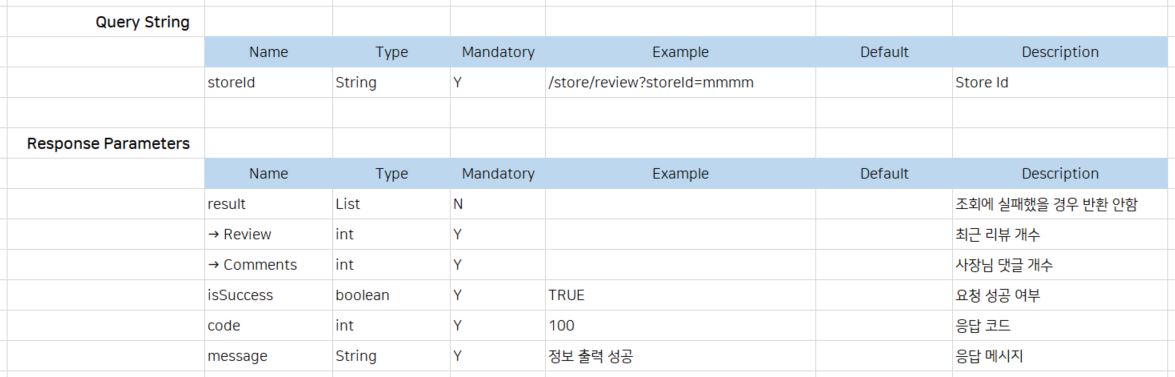 Query String
Name Type Mandatory Example Default Description
storeId String Y /store/review?storeId=mmmm Store Id
Response Parameters
Name Type Mandatory Example Default Description
result List N 조회에 실패했을 경우 반환 안함
→ Review int Y 최근 리뷰 개수
→ Comments int Y 사장님 댓글 개수
isSuccess boolean Y TRUE 요청 성공 여부
code int Y 100 응답 코드
message String Y 정보 출력 성공 응답 메시지